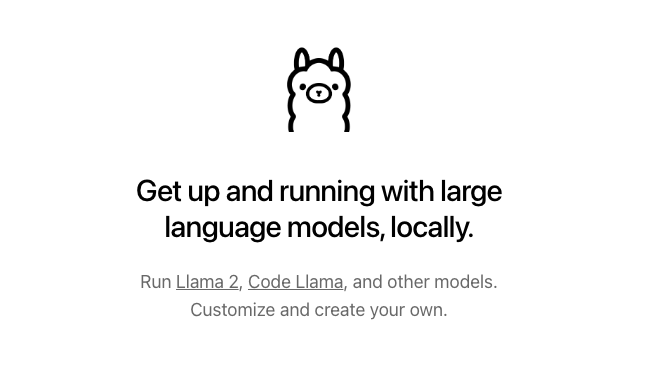 Get up and running with large
language models, locally.
Run Llama 2, Code Llama, and other models.
Customize and create your own.